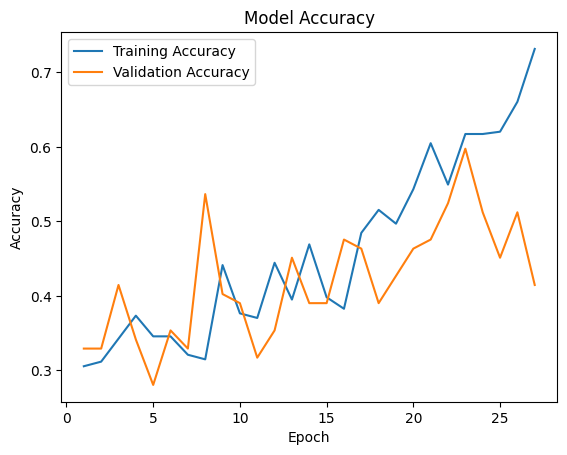 Model Accuracy
Training Accuracy
Validation Accuracy
0.7
0.6
0.5
0.4
0.3
Accuracy
0 5 10 15 20 25
Epoch